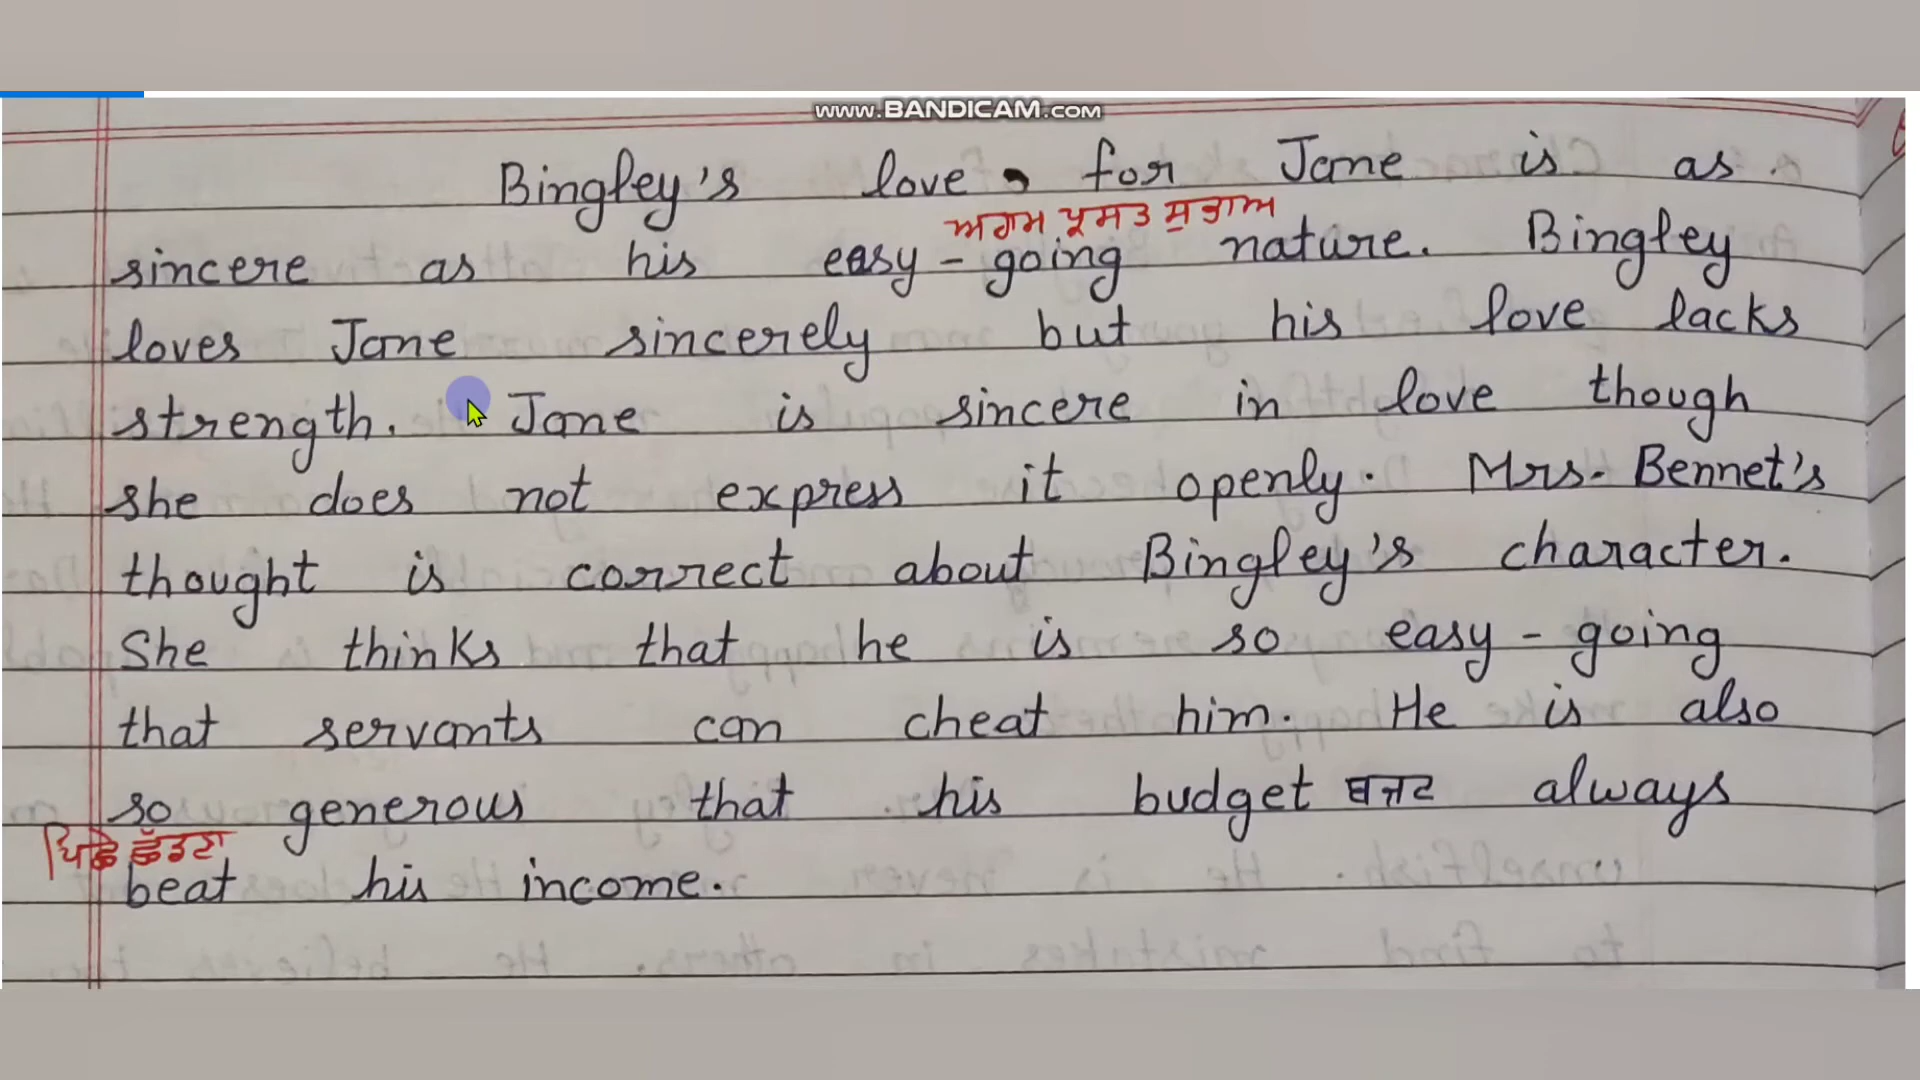 www.BANDICAM.com
Bingley's love for Jane is as
ਅਰਾਮ ਪ੍ਰਸਤ ਸੁਭਾਅ
sincere as his easy-going nature. Bingley
loves Jane sincerely but his love lacks
strength. Jane is sincere in love though
she does not express it openly. Mrs. Bennet's
thought is correct about Bingley's character.
She thinks that he is so easy-going
that servants can cheat him. He is also
so generous that his budget ਬਜਟ always
ਪਿੱਛੇ ਛੱਡਣਾ
beat his income.